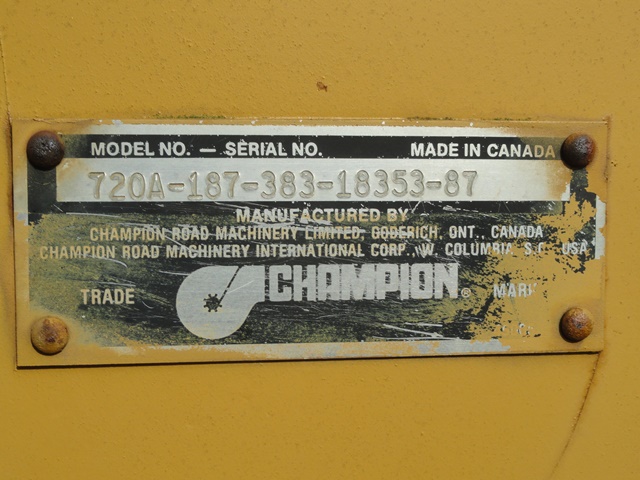 MODEL NO. — SERIAL NO. MADE IN CANADA
720A-187-383-18353-87
MANUFACTURED BY
CHAMPION ROAD MACHINERY LIMITED, GODERICH, ONT., CANADA
CHAMPION ROAD MACHINERY INTERNATIONAL CORP., W. COLUMBIA, S.C. USA
TRADE CHAMPION® MARK